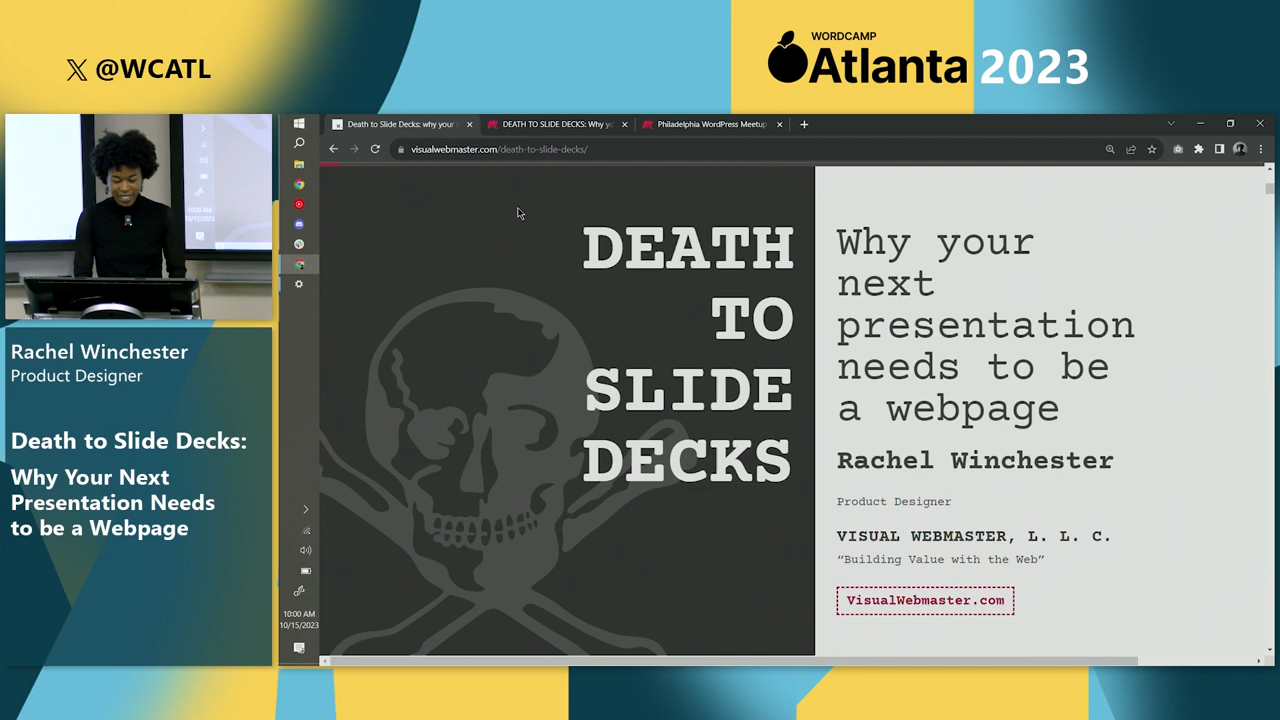 𝕏 @WCATL
WORDCAMP
Atlanta 2023
Death to Slide Decks: why your
DEATH TO SLIDE DECKS: Why yo
Philadelphia WordPress Meetup
visualwebmaster.com/death-to-slide-decks/
DEATH
TO
SLIDE
DECKS
Why your
next
presentation
needs to be
a webpage
Rachel Winchester
Product Designer
VISUAL WEBMASTER, L. L. C.
“Building Value with the Web”
VisualWebmaster.com
Rachel Winchester
Product Designer
Death to Slide Decks:
Why Your Next
Presentation Needs
to be a Webpage
10:00 AM
10/15/2023